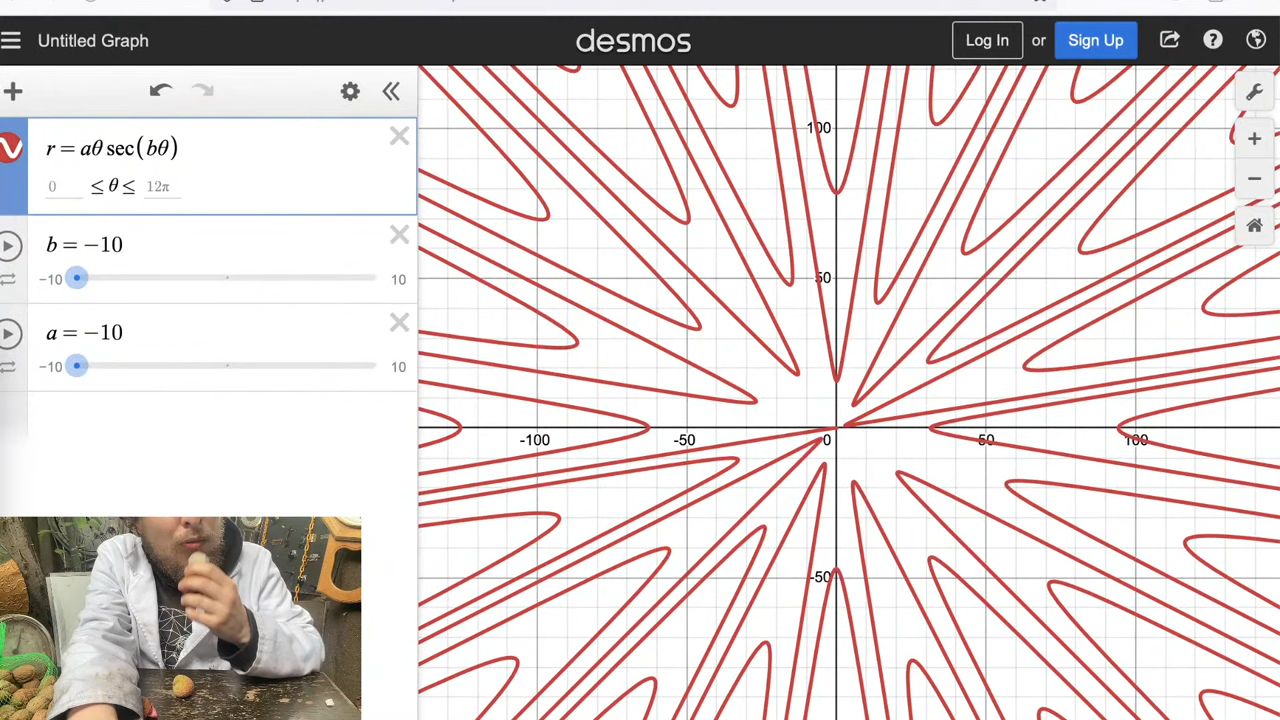 Untitled Graph
desmos
Log In or Sign Up
r = aθ sec(bθ)
0 ≤ θ ≤ 12π
b = −10
−10 10
a = −10
−10 10
100
50
-100 -50 0 50 100
-50